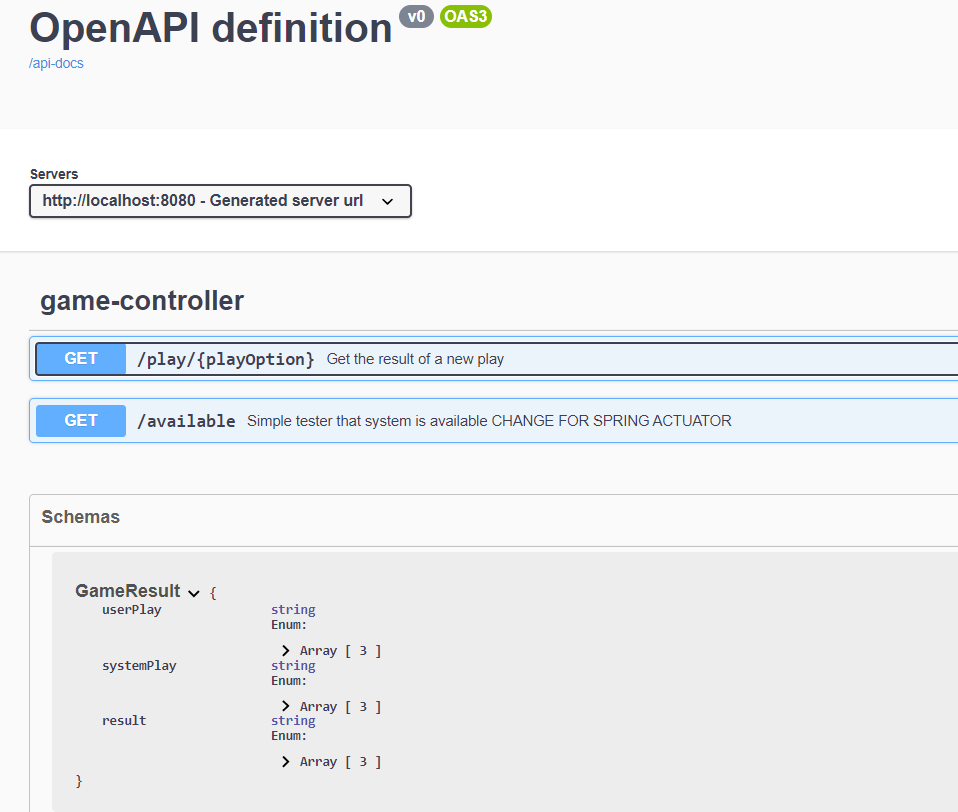 OpenAPI definition v0 OAS3
/api-docs
Servers
http://localhost:8080 - Generated server url
game-controller
GET /play/{playOption} Get the result of a new play
GET /available Simple tester that system is available CHANGE FOR SPRING ACTUATOR
Schemas
GameResult {
userPlay string
Enum:
Array [ 3 ]
systemPlay string
Enum:
Array [ 3 ]
result string
Enum:
Array [ 3 ]
}